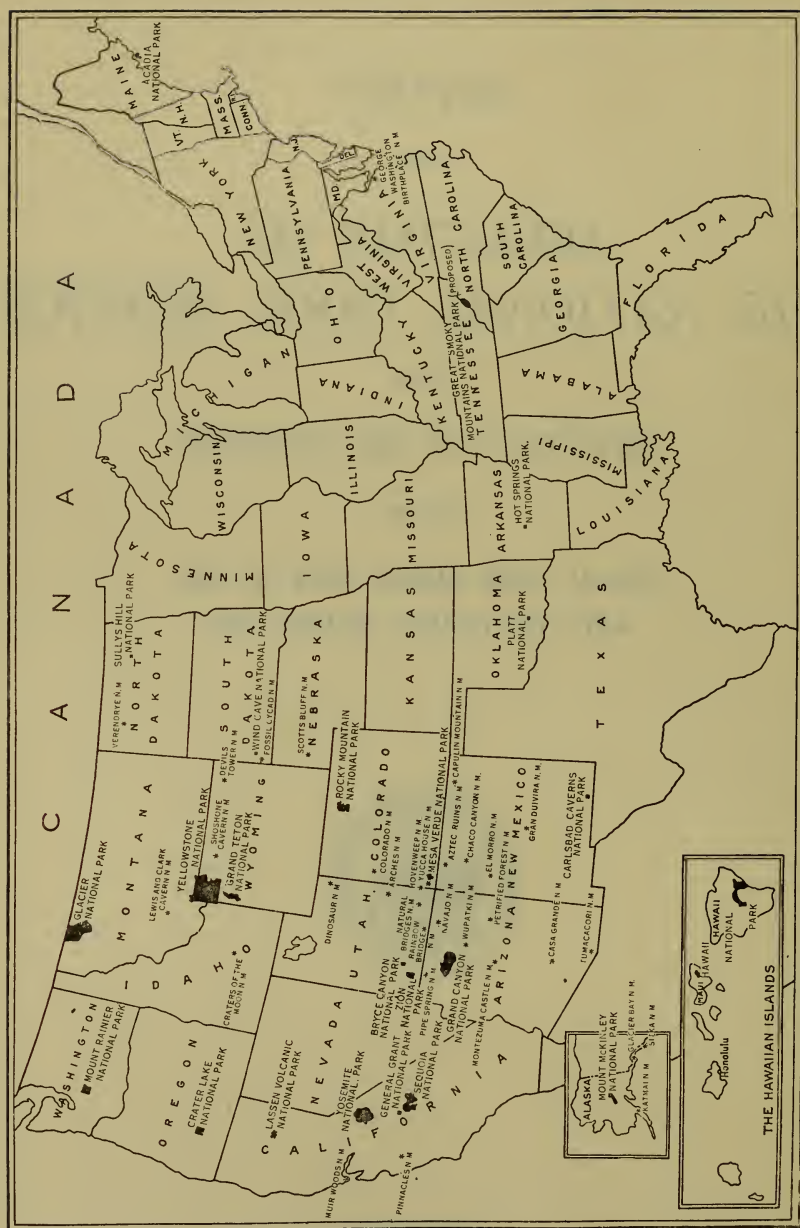 CANADA
WASHINGTON
MOUNT RAINIER
NATIONAL PARK
OREGON
CRATER LAKE
NATIONAL PARK
CALIFORNIA
LASSEN VOLCANIC
NATIONAL PARK
MUIR WOODS N M
YOSEMITE
NATIONAL PARK
GENERAL GRANT
NATIONAL PARK
SEQUOIA
NATIONAL PARK
PINNACLES N M
NEVADA
IDAHO
CRATERS OF THE
MOON N M
MONTANA
GLACIER
NATIONAL PARK
LEWIS AND CLARK
CAVERN N M
YELLOWSTONE
NATIONAL PARK
SHOSHONE
CAVERN N M
GRAND TETON
NATIONAL PARK
WYOMING
DEVILS
TOWER N M
UTAH
DINOSAUR N M
BRYCE CANYON
NATIONAL PARK
ZION
NATIONAL
PARK
NATURAL
BRIDGES N M
RAINBOW
BRIDGE
N M
ARCHES N M
HOVENWEEP N M
YUCCA HOUSE N M
MESA VERDE NATIONAL PARK
COLORADO
COLORADO N M
ROCKY MOUNTAIN
NATIONAL PARK
ARIZONA
PIPE SPRING N M
GRAND CANYON
NATIONAL PARK
NAVAJO N M
WUPATKI N M
MONTEZUMA CASTLE N M
PETRIFIED FOREST N M
CASA GRANDE N M
TUMACACORI N M
NEW MEXICO
AZTEC RUINS N M
CHACO CANYON N M.
CAPULIN MOUNTAIN N M
EL MORRO N M
GRAN QUIVIRA N M.
CARLSBAD CAVERNS
NATIONAL PARK
NORTH
DAKOTA
VERENDRYE N. M
SULLYS HILL
NATIONAL PARK
SOUTH
DAKOTA
WIND CAVE NATIONAL PARK
FOSSIL CYCAD N M
NEBRASKA
SCOTTS BLUFF N M
KANSAS
OKLAHOMA
PLATT
NATIONAL PARK
TEXAS
MINNESOTA
IOWA
MISSOURI
ARKANSAS
HOT SPRINGS
NATIONAL PARK.
LOUISIANA
WISCONSIN
ILLINOIS
MICHIGAN
INDIANA
OHIO
KENTUCKY
TENNESSEE
GREAT SMOKY
MOUNTAINS NATIONAL PARK (PROPOSED)
MISSISSIPPI
ALABAMA
GEORGIA
FLORIDA
SOUTH
CAROLINA
NORTH CAROLINA
VIRGINIA
WEST
VIRGINIA
GEORGE
WASHINGTON
BIRTHPLACE N M
MD.
DEL.
N.J.
PENNSYLVANIA
NEW YORK
VT.
N.H.
MASS
CONN
R.I.
MAINE
ACADIA
NATIONAL PARK
ALASKA
MOUNT McKINLEY
NATIONAL PARK
KATMAI N M
GLACIER BAY N M.
SITKA N M
Honolulu
MAUI
HAWAII
HAWAII
NATIONAL
PARK
THE HAWAIIAN ISLANDS